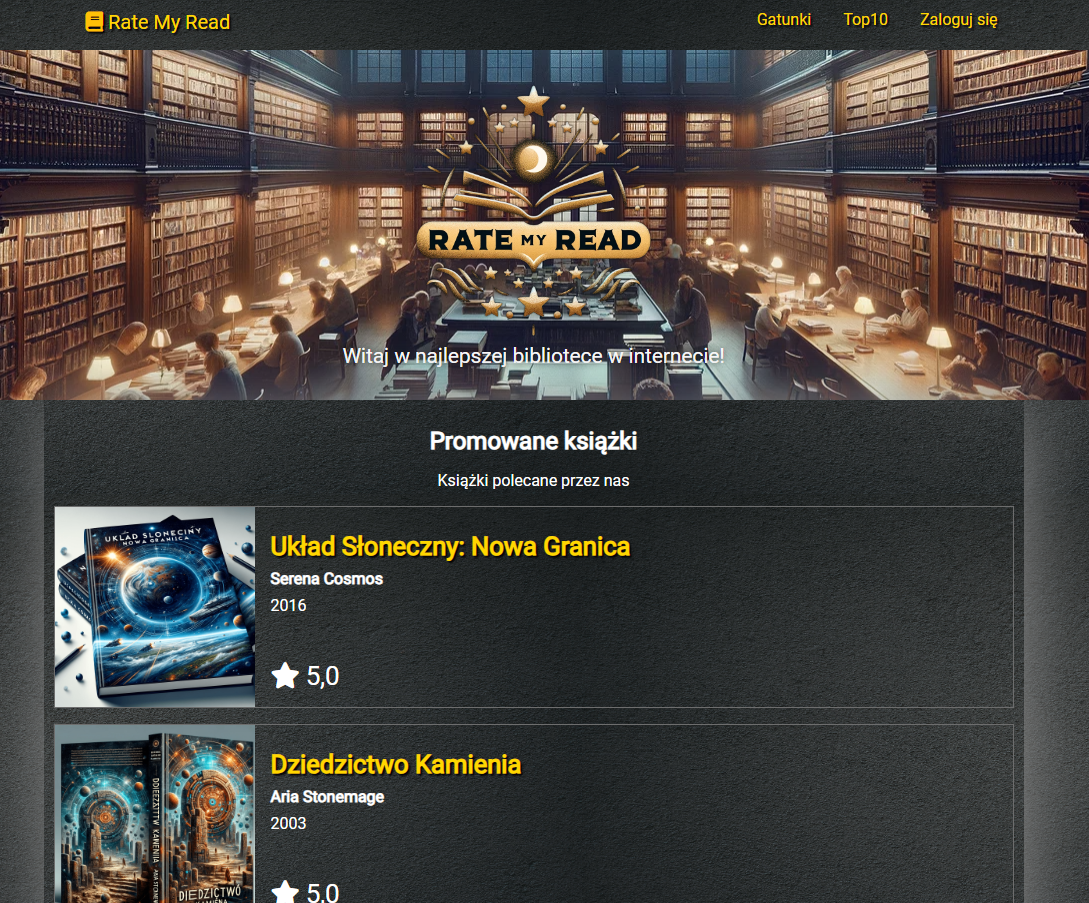 Rate My Read
Gatunki Top10 Zaloguj się
RATE MY READ
Witaj w najlepszej bibliotece w internecie!
Promowane książki
Książki polecane przez nas
UKŁAD SŁONECINY
NOWA GRANICA
Układ Słoneczny: Nowa Granica
Serena Cosmos
2016
5,0
DIEDZICTWO
Dziedzictwo Kamienia
Aria Stonemage
2003
5,0